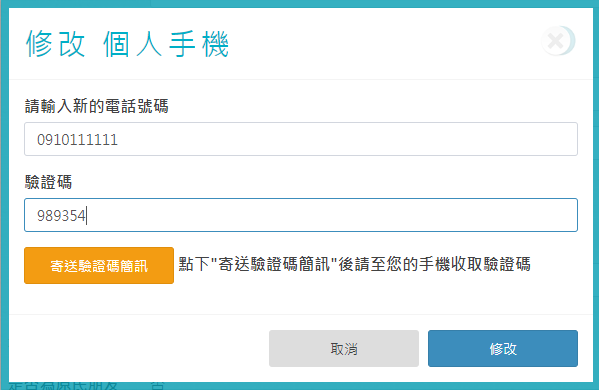 修改 個人手機
請輸入新的電話號碼
0910111111
驗證碼
989354
寄送驗證碼簡訊 點下"寄送驗證碼簡訊"後請至您的手機收取驗證碼
取消 修改